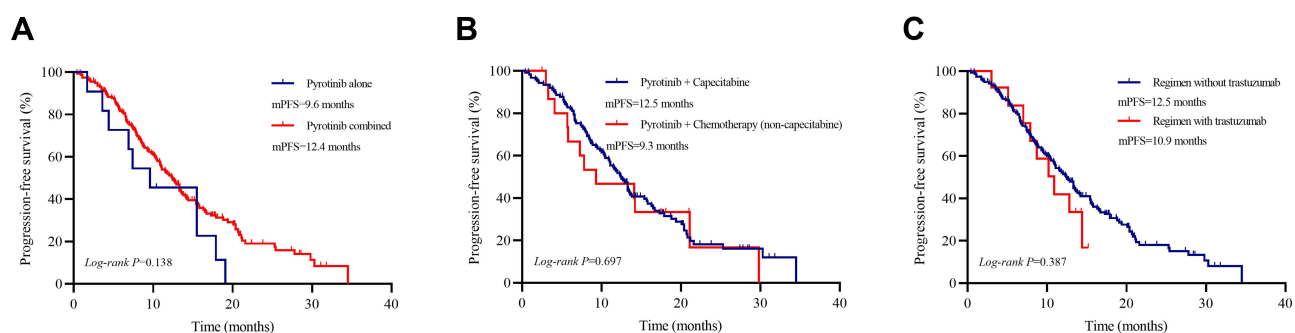 A
Progression-free survival (%)
100
80
60
40
20
0
0 10 20 30 40
Time (months)
Pyrotinib alone
mPFS=9.6 months
Pyrotinib combined
mPFS=12.4 months
Log-rank P=0.138
B
Progression-free survival (%)
100
80
60
40
20
0
0 10 20 30 40
Time (months)
Pyrotinib + Capecitabine
mPFS=12.5 months
Pyrotinib + Chemotherapy (non-capecitabine)
mPFS=9.3 months
Log-rank P=0.697
C
Progression-free survival (%)
100
80
60
40
20
0
0 10 20 30 40
Time (months)
Regimen without trastuzumab
mPFS=12.5 months
Regimen with trastuzumab
mPFS=10.9 months
Log-rank P=0.387